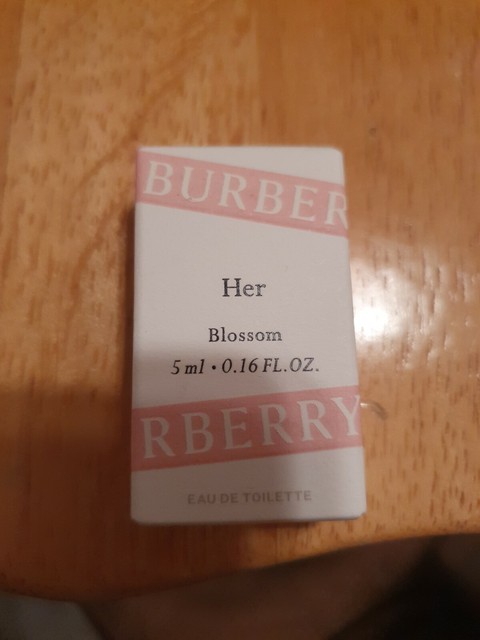 BURBER
Her
Blossom
5 ml • 0.16 FL.OZ.
RBERRY
EAU DE TOILETTE